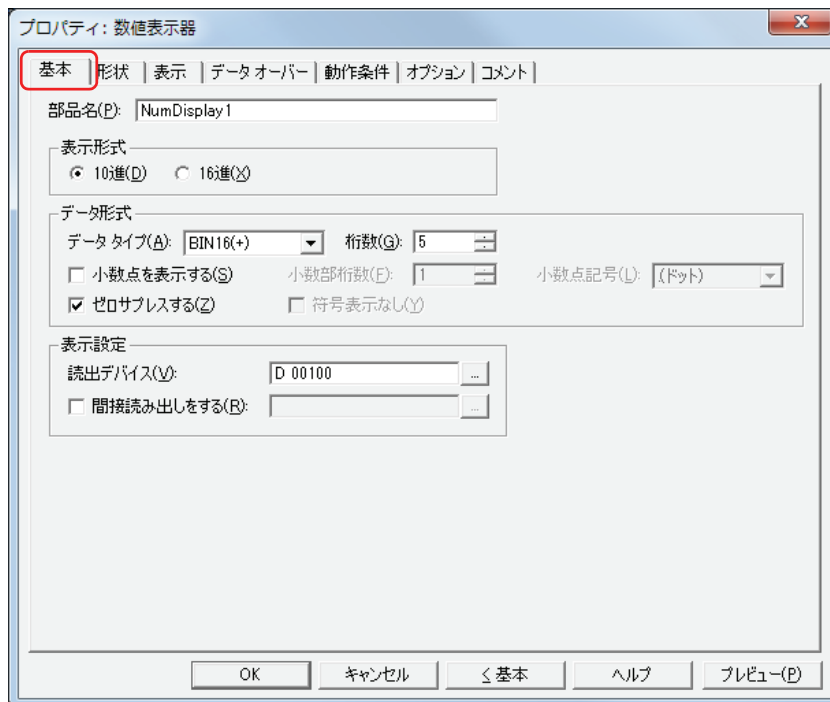 プロパティ: 数値表示器
基本 形状 表示 データ オーバー 動作条件 オプション コメント
部品名(P): NumDisplay1
表示形式
10進(D) 16進(X)
データ形式
データ タイプ(A): BIN16(+) 桁数(G): 5
小数点を表示する(S) 小数部桁数(F): 1 小数点記号(L): .(ドット)
ゼロサプレスする(Z) 符号表示なし(Y)
表示設定
読出デバイス(V): D 00100 ...
間接読み出しをする(R): ...
OK キャンセル < 基本 ヘルプ プレビュー(P)